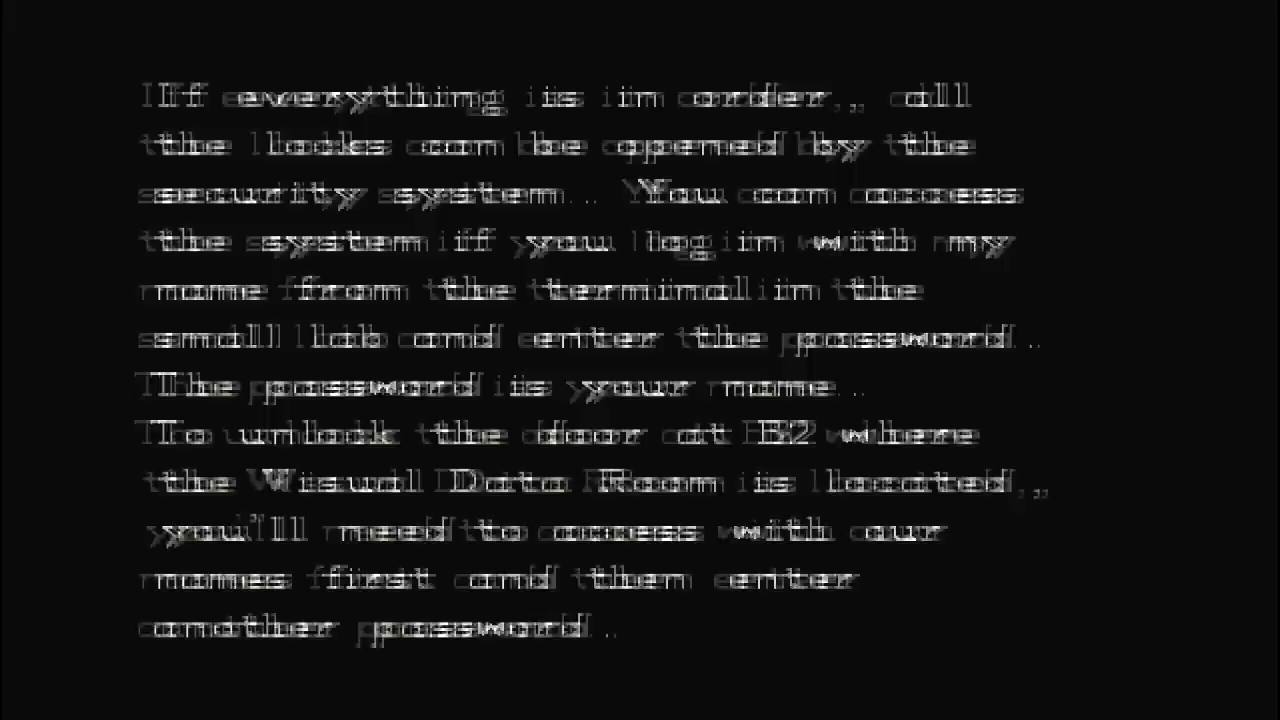 If everything is in order, all
the locks can be opened by the
security system. You can access
the system if you log in with my
name from the terminal in the
small lab and enter the password.
The password is your name.
To unlock the door at B2 where
the Visual Data Room is located,
you'll need to access with our
names first and then enter
another password.